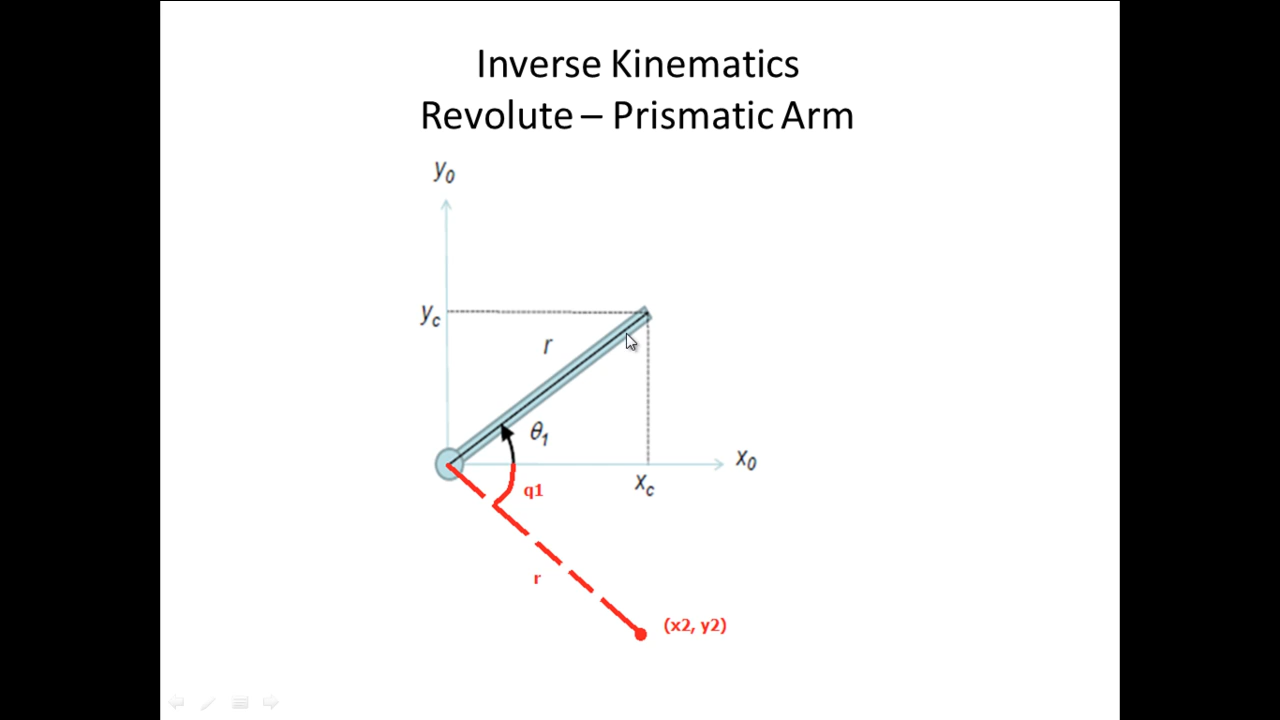 Inverse Kinematics
Revolute – Prismatic Arm
y0
yc
r
θ1
x0
xc
q1
r
(x2, y2)